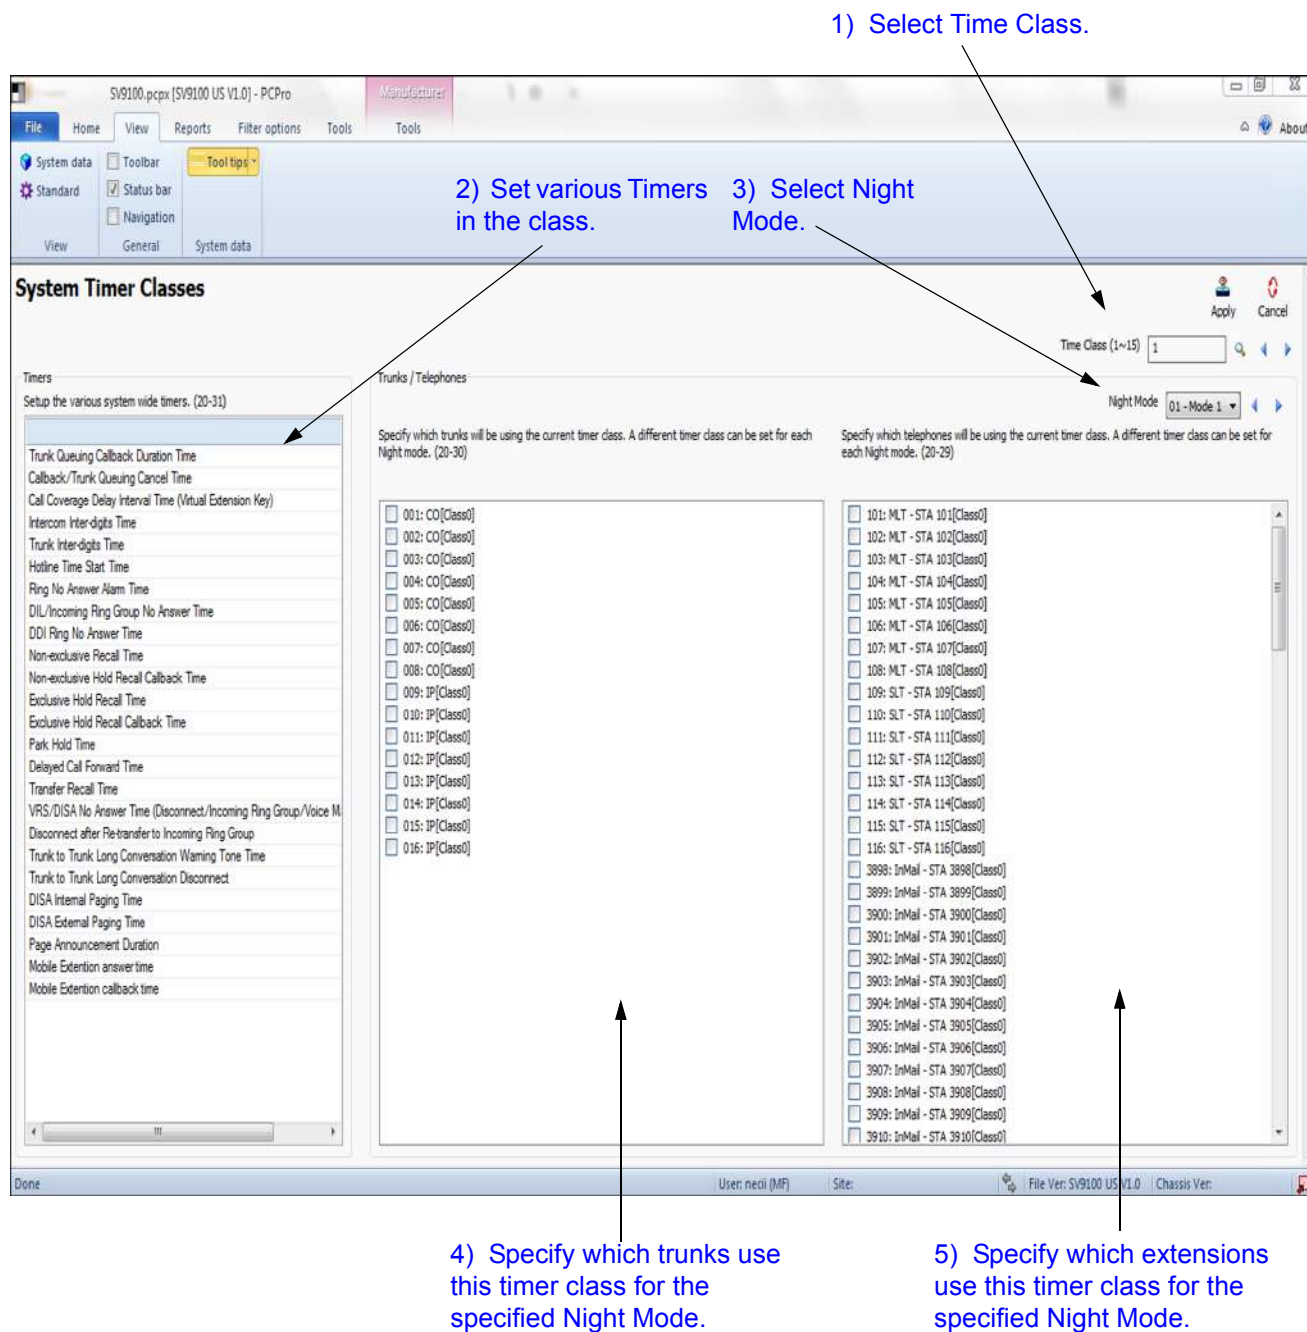 1) Select Time Class.
SV9100.pcpx [SV9100 US V1.0] - PCPro
Manufacturer
File Home View Reports Filter options Tools Tools
About
System data Toolbar Tool tips
Standard Status bar
Navigation
View General System data
2) Set various Timers
in the class.
3) Select Night
Mode.
System Timer Classes
Apply Cancel
Time Class (1~15) 1
Timers
Setup the various system wide timers. (20-31)
Trunk Queuing Callback Duration Time
Callback/Trunk Queuing Cancel Time
Call Coverage Delay Interval Time (Virtual Extension Key)
Intercom Inter-digits Time
Trunk Inter-digits Time
Hotline Time Start Time
Ring No Answer Alarm Time
DIL/Incoming Ring Group No Answer Time
DDI Ring No Answer Time
Non-exclusive Recall Time
Non-exclusive Hold Recall Callback Time
Exclusive Hold Recall Time
Exclusive Hold Recall Calback Time
Park Hold Time
Delayed Call Forward Time
Transfer Recall Time
VRS/DISA No Answer Time (Disconnect/Incoming Ring Group/Voice M
Disconnect after Re-transfer to Incoming Ring Group
Trunk to Trunk Long Conversation Warning Tone Time
Trunk to Trunk Long Conversation Disconnect
DISA Internal Paging Time
DISA External Paging Time
Page Announcement Duration
Mobile Extention answer time
Mobile Extention callback time
Trunks / Telephones
Night Mode 01 - Mode 1
Specify which trunks will be using the current timer class. A different timer class can be set for each
Night mode. (20-30)
001: CO[Class0]
002: CO[Class0]
003: CO[Class0]
004: CO[Class0]
005: CO[Class0]
006: CO[Class0]
007: CO[Class0]
008: CO[Class0]
009: IP[Class0]
010: IP[Class0]
011: IP[Class0]
012: IP[Class0]
013: IP[Class0]
014: IP[Class0]
015: IP[Class0]
016: IP[Class0]
Specify which telephones will be using the current timer class. A different timer class can be set for
each Night mode. (20-29)
101: MLT - STA 101[Class0]
102: MLT - STA 102[Class0]
103: MLT - STA 103[Class0]
104: MLT - STA 104[Class0]
105: MLT - STA 105[Class0]
106: MLT - STA 106[Class0]
107: MLT - STA 107[Class0]
108: MLT - STA 108[Class0]
109: SLT - STA 109[Class0]
110: SLT - STA 110[Class0]
111: SLT - STA 111[Class0]
112: SLT - STA 112[Class0]
113: SLT - STA 113[Class0]
114: SLT - STA 114[Class0]
115: SLT - STA 115[Class0]
116: SLT - STA 116[Class0]
3898: InMail - STA 3898[Class0]
3899: InMail - STA 3899[Class0]
3900: InMail - STA 3900[Class0]
3901: InMail - STA 3901[Class0]
3902: InMail - STA 3902[Class0]
3903: InMail - STA 3903[Class0]
3904: InMail - STA 3904[Class0]
3905: InMail - STA 3905[Class0]
3906: InMail - STA 3906[Class0]
3907: InMail - STA 3907[Class0]
3908: InMail - STA 3908[Class0]
3909: InMail - STA 3909[Class0]
3910: InMail - STA 3910[Class0]
Done User: necii (MF) Site: File Ver: SV9100 US V1.0 Chassis Ver:
4) Specify which trunks use
this timer class for the
specified Night Mode.
5) Specify which extensions
use this timer class for the
specified Night Mode.